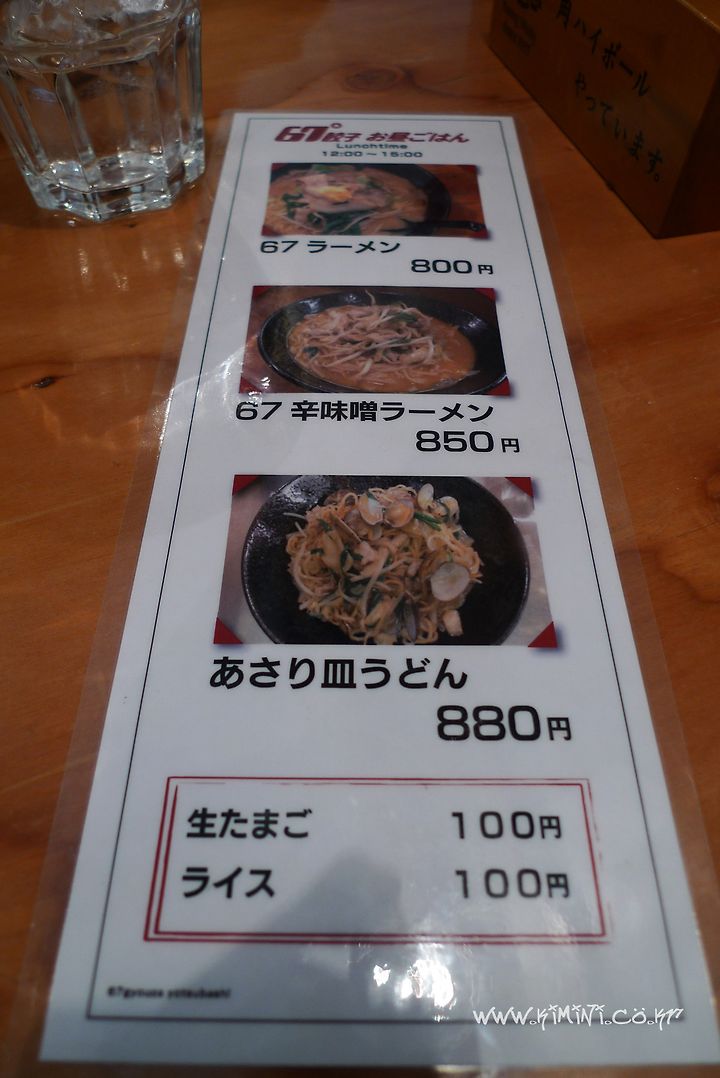 角ハイボール
やっています。
67餃子 お昼ごはん
Lunchtime
12:00～15:00
67 ラーメン
800円
67 辛味噌ラーメン
850円
あさり皿うどん
880円
生たまご 100円
ライス 100円
67gyouza yotsubashi
www.kimini.co.kr